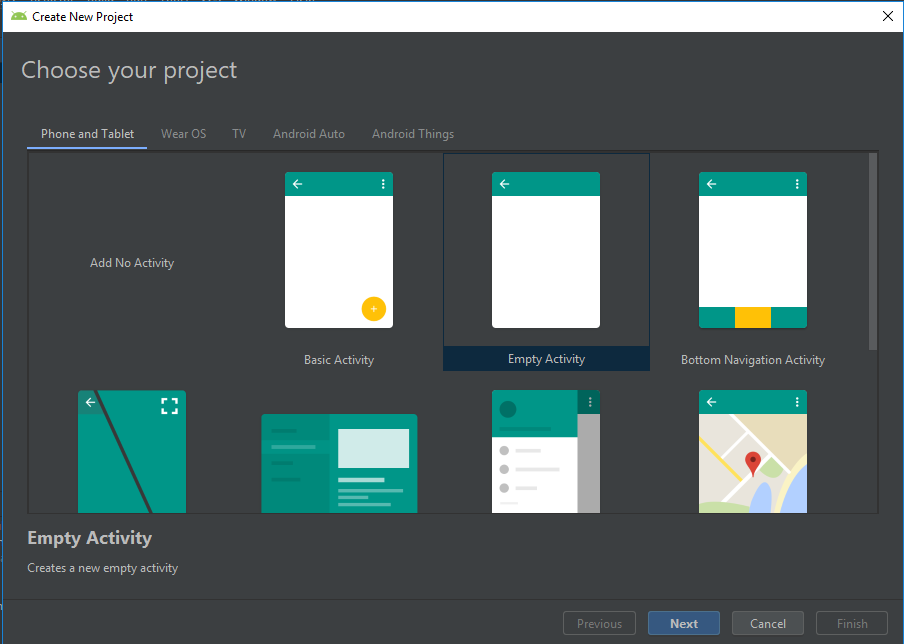 Create New Project
Choose your project
Phone and Tablet Wear OS TV Android Auto Android Things
Add No Activity
Basic Activity
Empty Activity
Bottom Navigation Activity
Empty Activity
Creates a new empty activity
Previous Next Cancel Finish